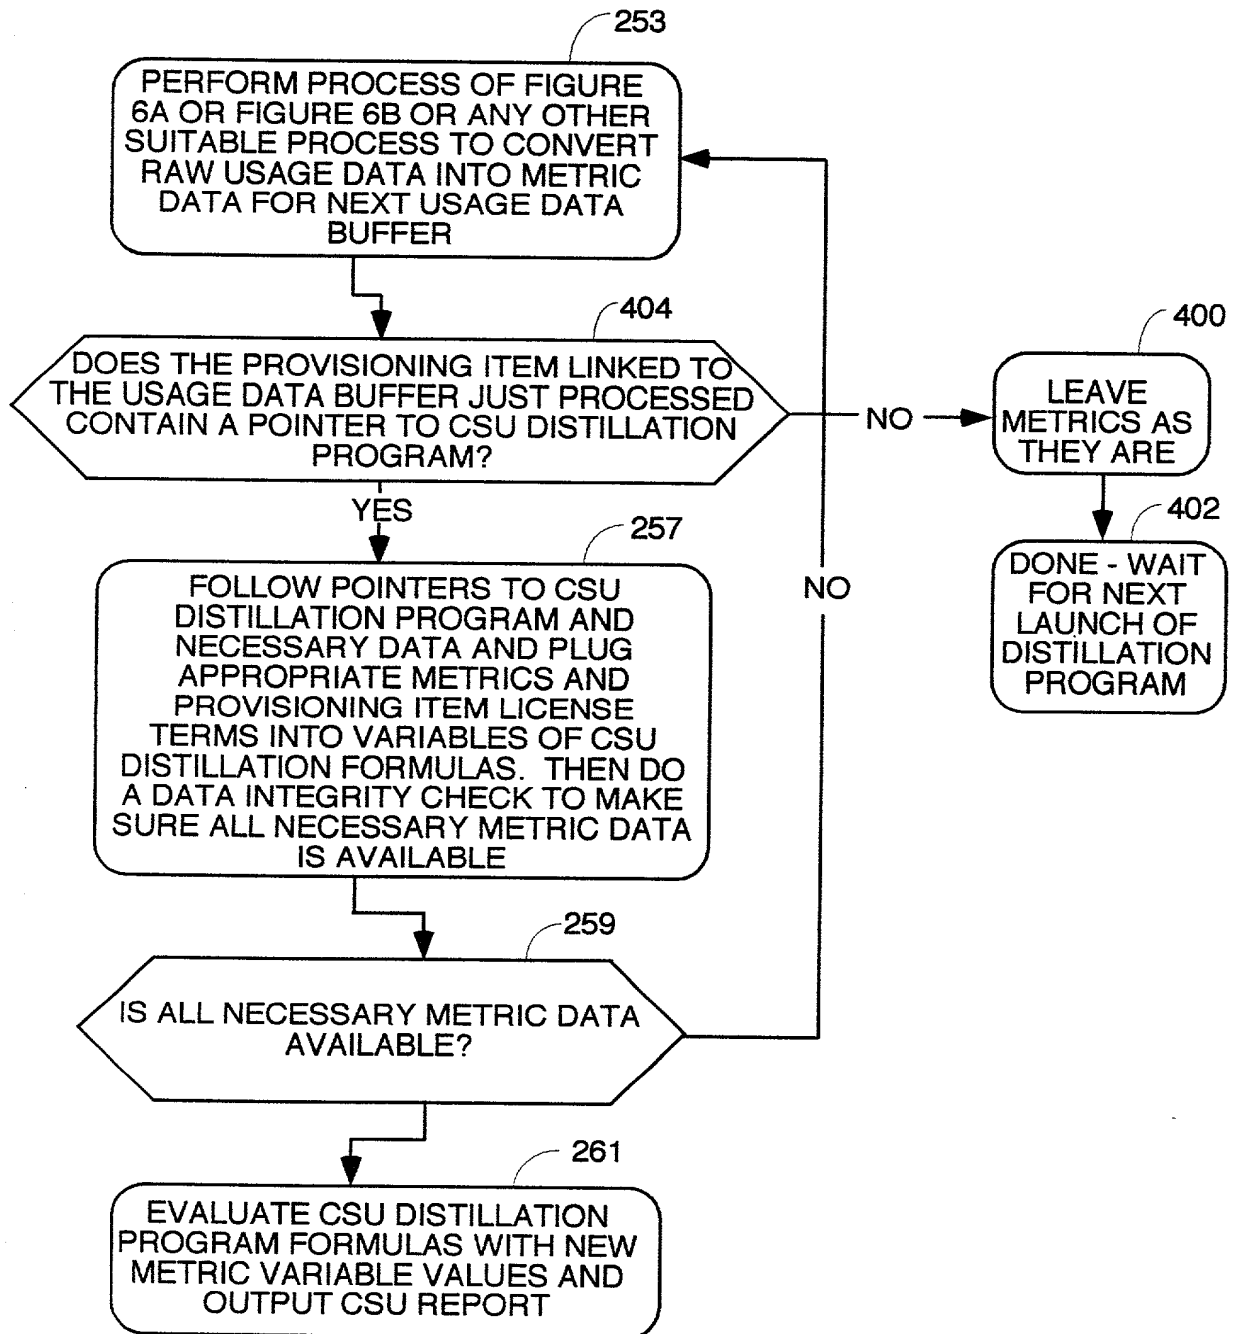 253
PERFORM PROCESS OF FIGURE
6A OR FIGURE 6B OR ANY OTHER
SUITABLE PROCESS TO CONVERT
RAW USAGE DATA INTO METRIC
DATA FOR NEXT USAGE DATA
BUFFER
404
DOES THE PROVISIONING ITEM LINKED TO
THE USAGE DATA BUFFER JUST PROCESSED
CONTAIN A POINTER TO CSU DISTILLATION
PROGRAM?
NO
400
LEAVE
METRICS AS
THEY ARE
YES
402
DONE - WAIT
FOR NEXT
LAUNCH OF
DISTILLATION
PROGRAM
257
FOLLOW POINTERS TO CSU
DISTILLATION PROGRAM AND
NECESSARY DATA AND PLUG
APPROPRIATE METRICS AND
PROVISIONING ITEM LICENSE
TERMS INTO VARIABLES OF CSU
DISTILLATION FORMULAS. THEN DO
A DATA INTEGRITY CHECK TO MAKE
SURE ALL NECESSARY METRIC DATA
IS AVAILABLE
NO
259
IS ALL NECESSARY METRIC DATA
AVAILABLE?
261
EVALUATE CSU DISTILLATION
PROGRAM FORMULAS WITH NEW
METRIC VARIABLE VALUES AND
OUTPUT CSU REPORT